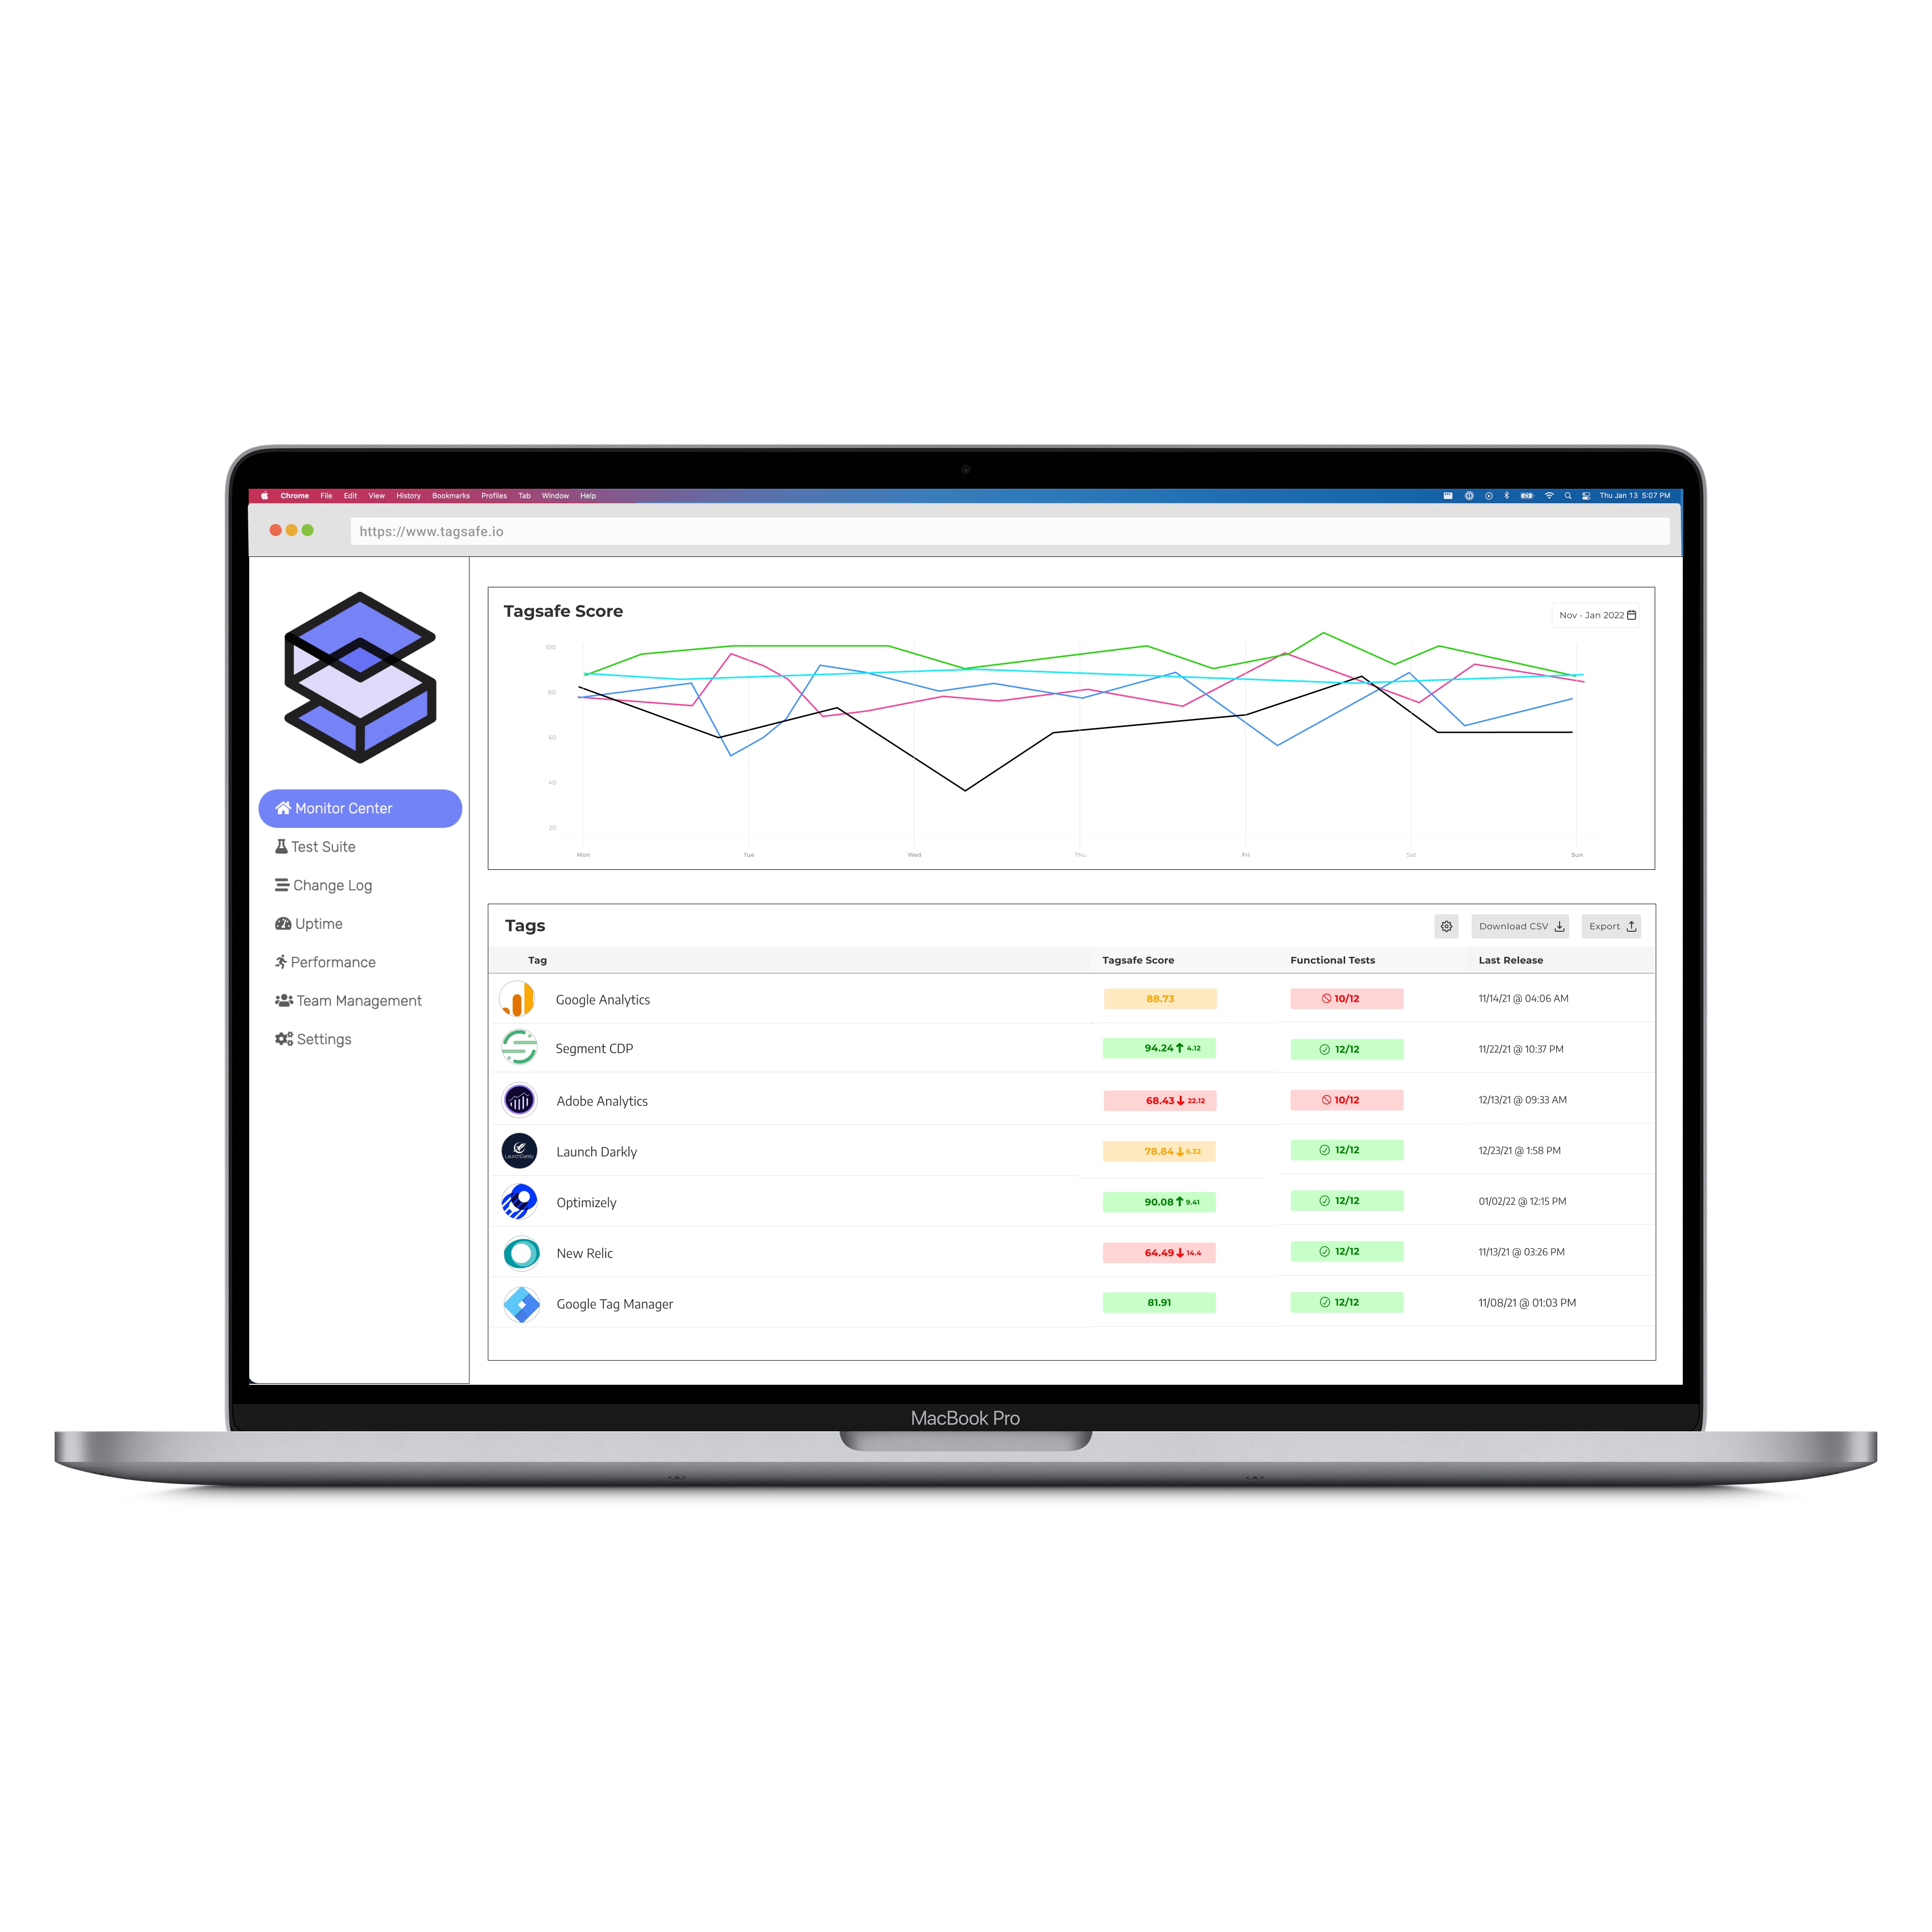 Chrome File Edit View History Bookmarks Profiles Tab Window Help Thu Jan 13 5:07 PM
https://www.tagsafe.io
Monitor Center
Test Suite
Change Log
Uptime
Performance
Team Management
Settings
Tagsafe Score
Nov - Jan 2022
100
80
60
40
20
Mon Tue Wed Thu Fri Sat Sun
Tags
Download CSV Export
Tag Tagsafe Score Functional Tests Last Release
Google Analytics 88.73 10/12 11/14/21 @ 04:06 AM
Segment CDP 94.24 4.12 12/12 11/22/21 @ 10:37 PM
Adobe Analytics 68.43 22.12 10/12 12/13/21 @ 09:33 AM
LaunchDarkly
Launch Darkly 78.84 6.32 12/12 12/23/21 @ 1:58 PM
Optimizely 90.08 9.41 12/12 01/02/22 @ 12:15 PM
New Relic 64.49 14.4 12/12 11/13/21 @ 03:26 PM
Google Tag Manager 81.91 12/12 11/08/21 @ 01:03 PM
MacBook Pro